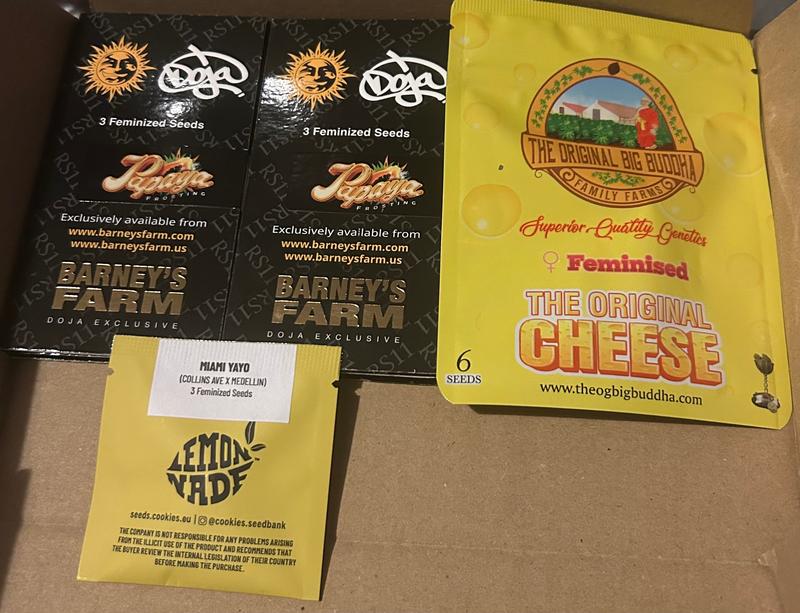 Doja
3 Feminized Seeds
Papaya
FROSTING
Exclusively available from
www.barneysfarm.com
www.barneysfarm.us
BARNEY'S
FARM
DOJA EXCLUSIVE
Doja
3 Feminized Seeds
Papaya
FROSTING
Exclusively available from
www.barneysfarm.com
www.barneysfarm.us
BARNEY'S
FARM
DOJA EXCLUSIVE
THE ORIGINAL BIG BUDDHA
FAMILY FARMS
Superior Quality Genetics
Feminised
THE ORIGINAL
CHEESE
6
SEEDS
www.theogbigbuddha.com
MIAMI YAYO
(COLLINS AVE X MEDELLIN)
3 Feminized Seeds
LEMON
NADE
seeds.cookies.eu | @cookies.seedbank
THE COMPANY IS NOT RESPONSIBLE FOR ANY PROBLEMS ARISING
FROM THE ILLICIT USE OF THE PRODUCT AND RECOMMENDS THAT
THE BUYER REVIEW THE INTERNAL LEGISLATION OF THEIR COUNTRY
BEFORE MAKING THE PURCHASE.